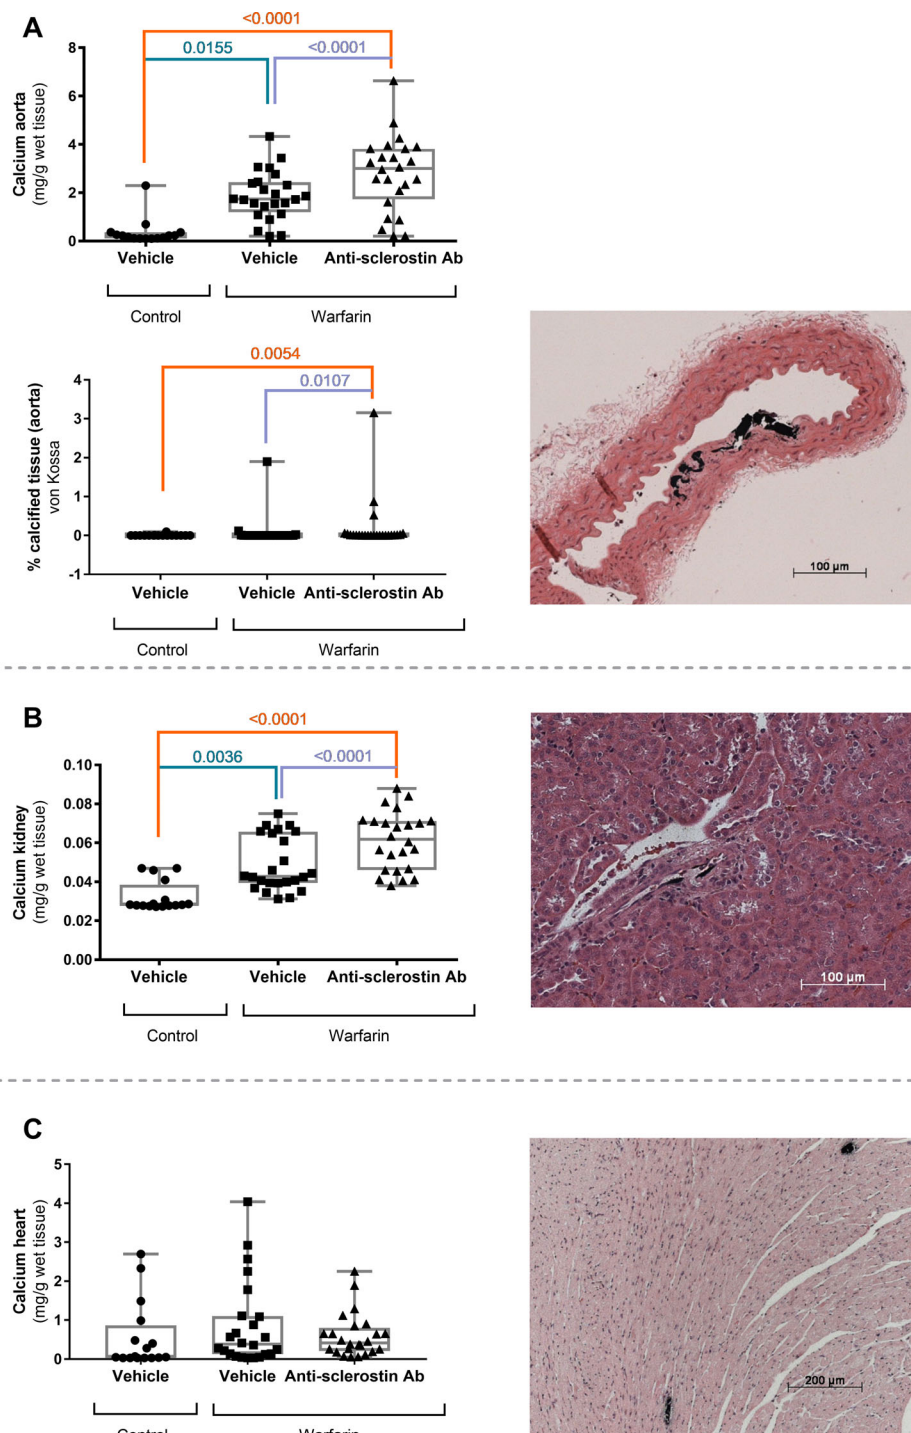 A
<0.0001
0.0155
<0.0001
8
6
4
2
0
Calcium aorta
(mg/g wet tissue)
Vehicle
Vehicle
Anti-sclerostin Ab
Control
Warfarin
0.0054
0.0107
4
3
2
1
0
-1
% calcified tissue (aorta)
von Kossa
Vehicle
Vehicle
Anti-sclerostin Ab
Control
Warfarin
100 µm
B
<0.0001
0.0036
<0.0001
0.10
0.08
0.06
0.04
0.02
0.00
Calcium kidney
(mg/g wet tissue)
Vehicle
Vehicle
Anti-sclerostin Ab
Control
Warfarin
100 µm
C
5
4
3
2
1
0
Calcium heart
(mg/g wet tissue)
Vehicle
Vehicle
Anti-sclerostin Ab
Control
Warfarin
200 µm